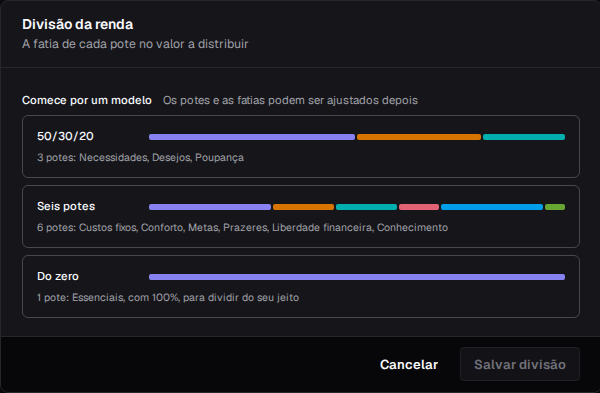 Divisão da renda
A fatia de cada pote no valor a distribuir
Comece por um modelo Os potes e as fatias podem ser ajustados depois
50/30/20
3 potes: Necessidades, Desejos, Poupança
Seis potes
6 potes: Custos fixos, Conforto, Metas, Prazeres, Liberdade financeira, Conhecimento
Do zero
1 pote: Essenciais, com 100%, para dividir do seu jeito
Cancelar Salvar divisão